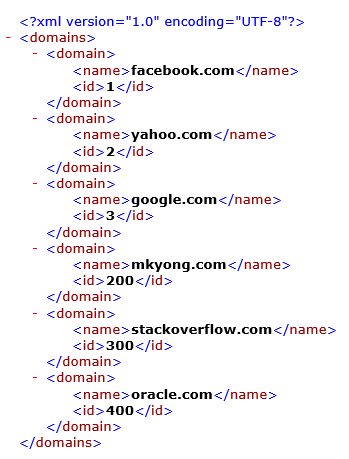 <?xml version="1.0" encoding="UTF-8"?>
- <domains>
- <domain>
<name>facebook.com</name>
<id>1</id>
</domain>
- <domain>
<name>yahoo.com</name>
<id>2</id>
</domain>
- <domain>
<name>google.com</name>
<id>3</id>
</domain>
- <domain>
<name>mkyong.com</name>
<id>200</id>
</domain>
- <domain>
<name>stackoverflow.com</name>
<id>300</id>
</domain>
- <domain>
<name>oracle.com</name>
<id>400</id>
</domain>
</domains>